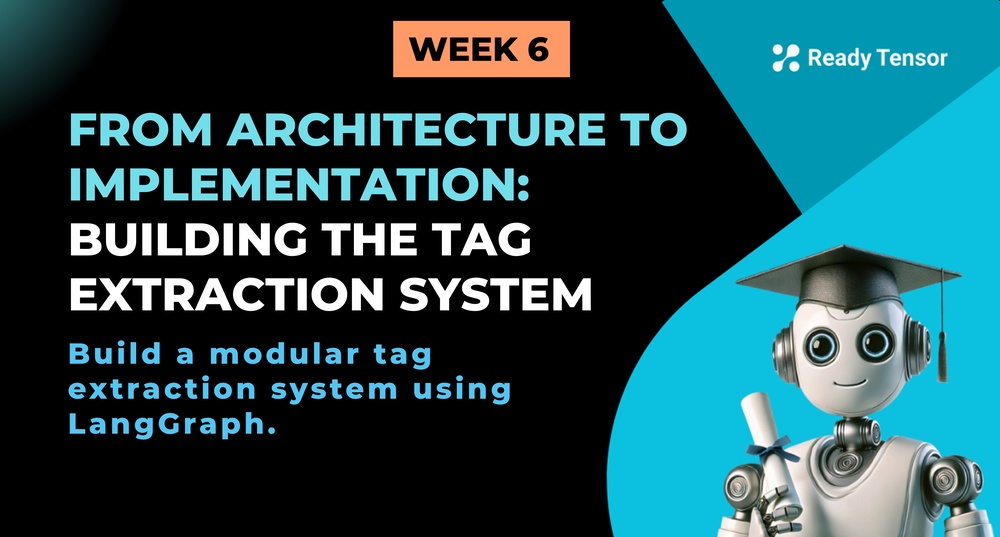 WEEK 6
Ready Tensor
FROM ARCHITECTURE TO
IMPLEMENTATION:
BUILDING THE TAG
EXTRACTION SYSTEM
Build a modular tag
extraction system using
LangGraph.